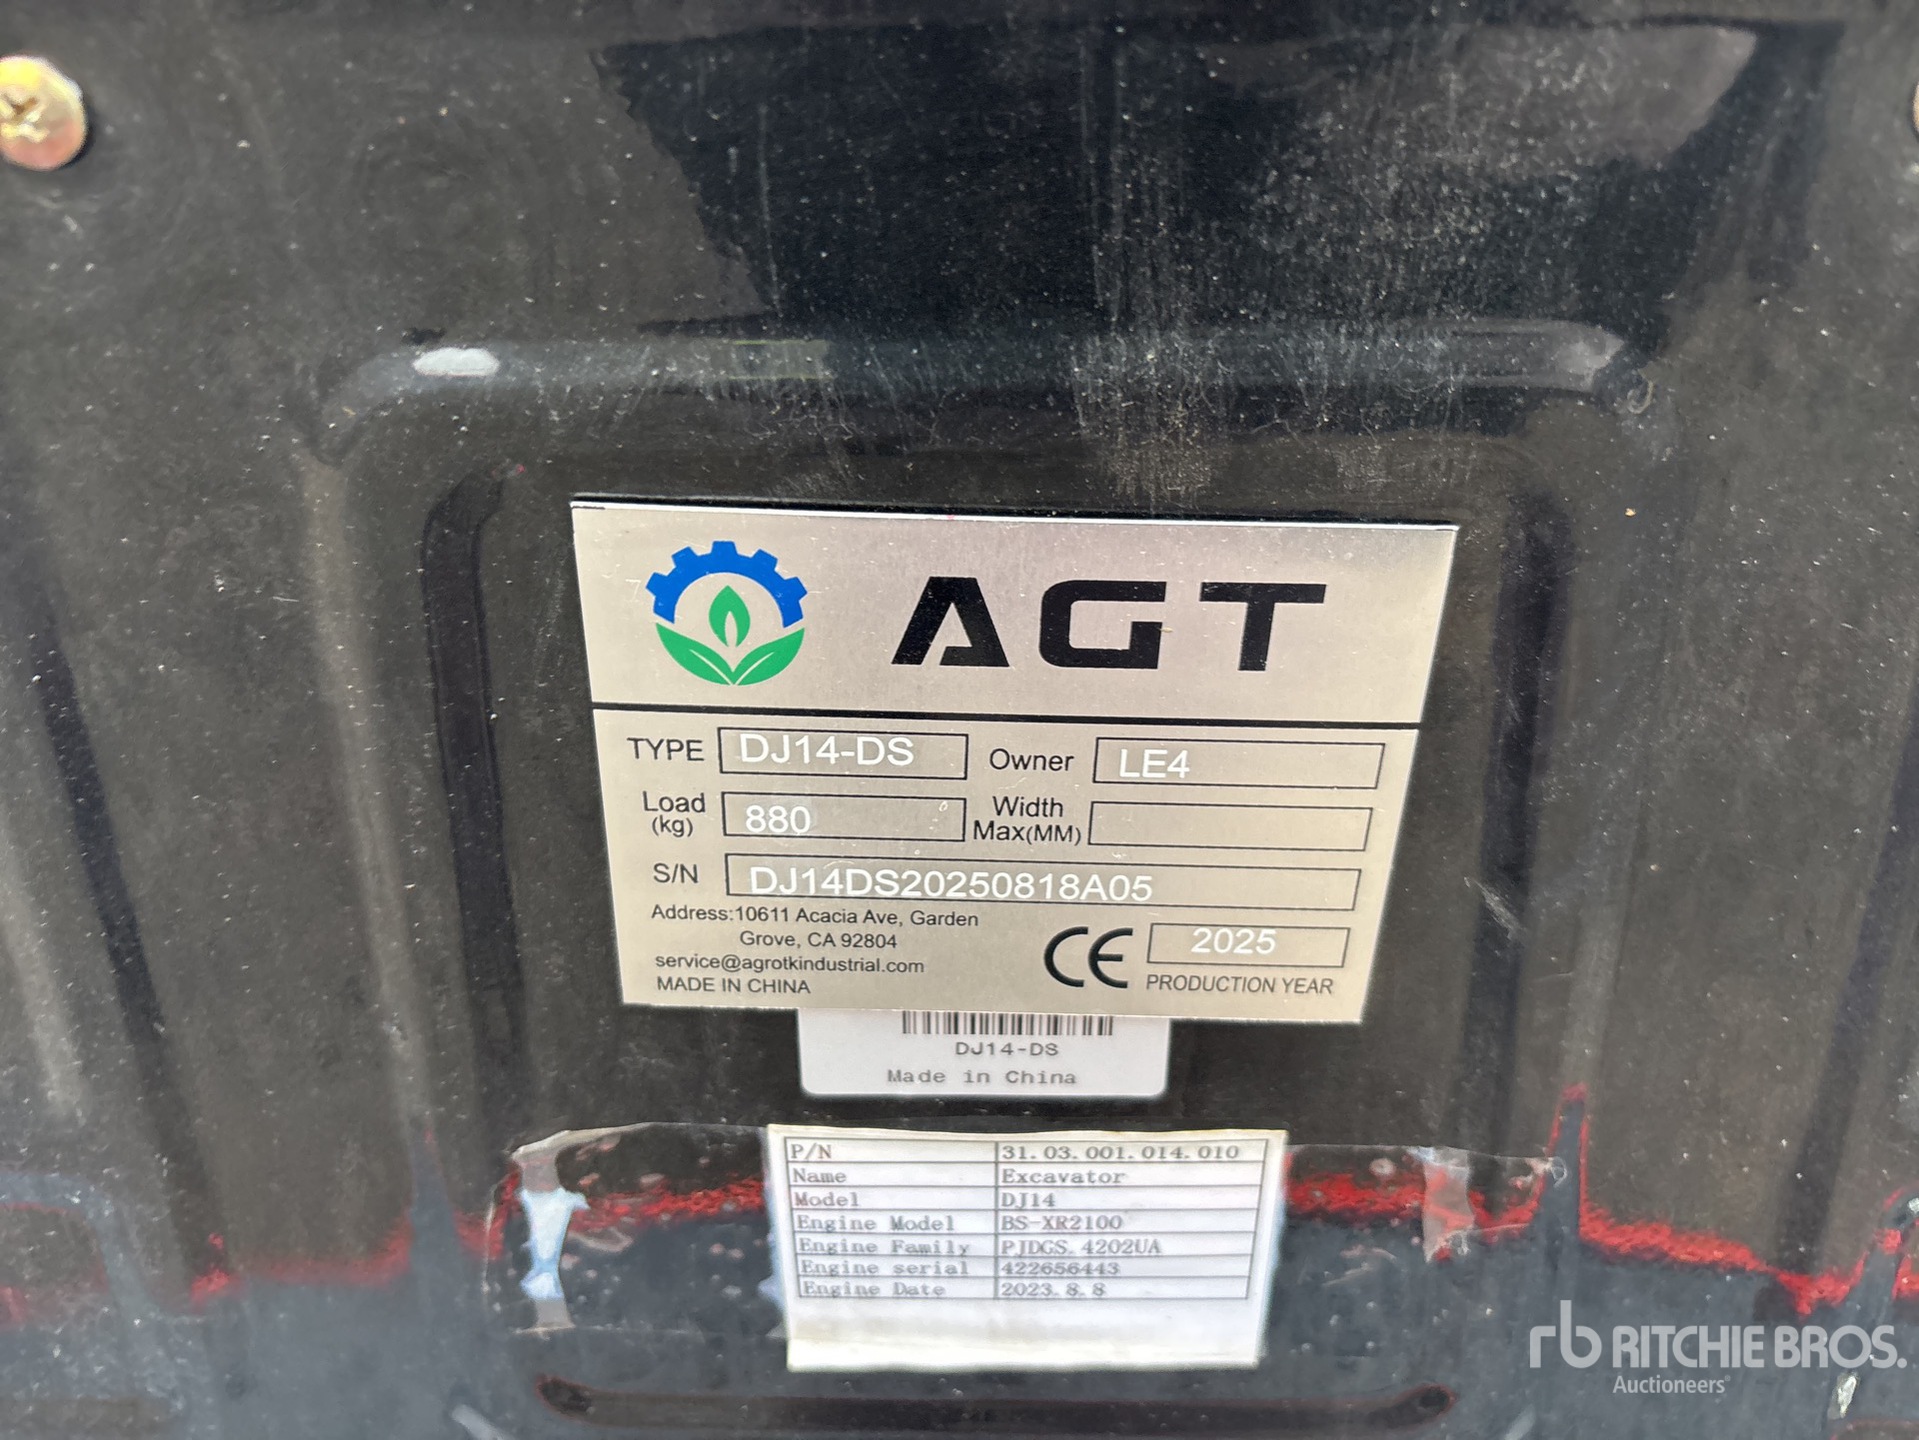 AGT
TYPE DJ14-DS Owner LE4
Load (kg) 880 Width Max(MM)
S/N DJ14DS20250818A05
Address:10611 Acacia Ave, Garden
Grove, CA 92804
service@agrotkindustrial.com
MADE IN CHINA
CE 2025
PRODUCTION YEAR
DJ14-DS
Made in China
P/N 31.03.001.014.010
Name Excavator
Model DJ14
Engine Model BS-XR2100
Engine Family PJDGS.4202UA
Engine serial 422656443
Engine Date 2023.8.8
rb RITCHIE BROS.
Auctioneers